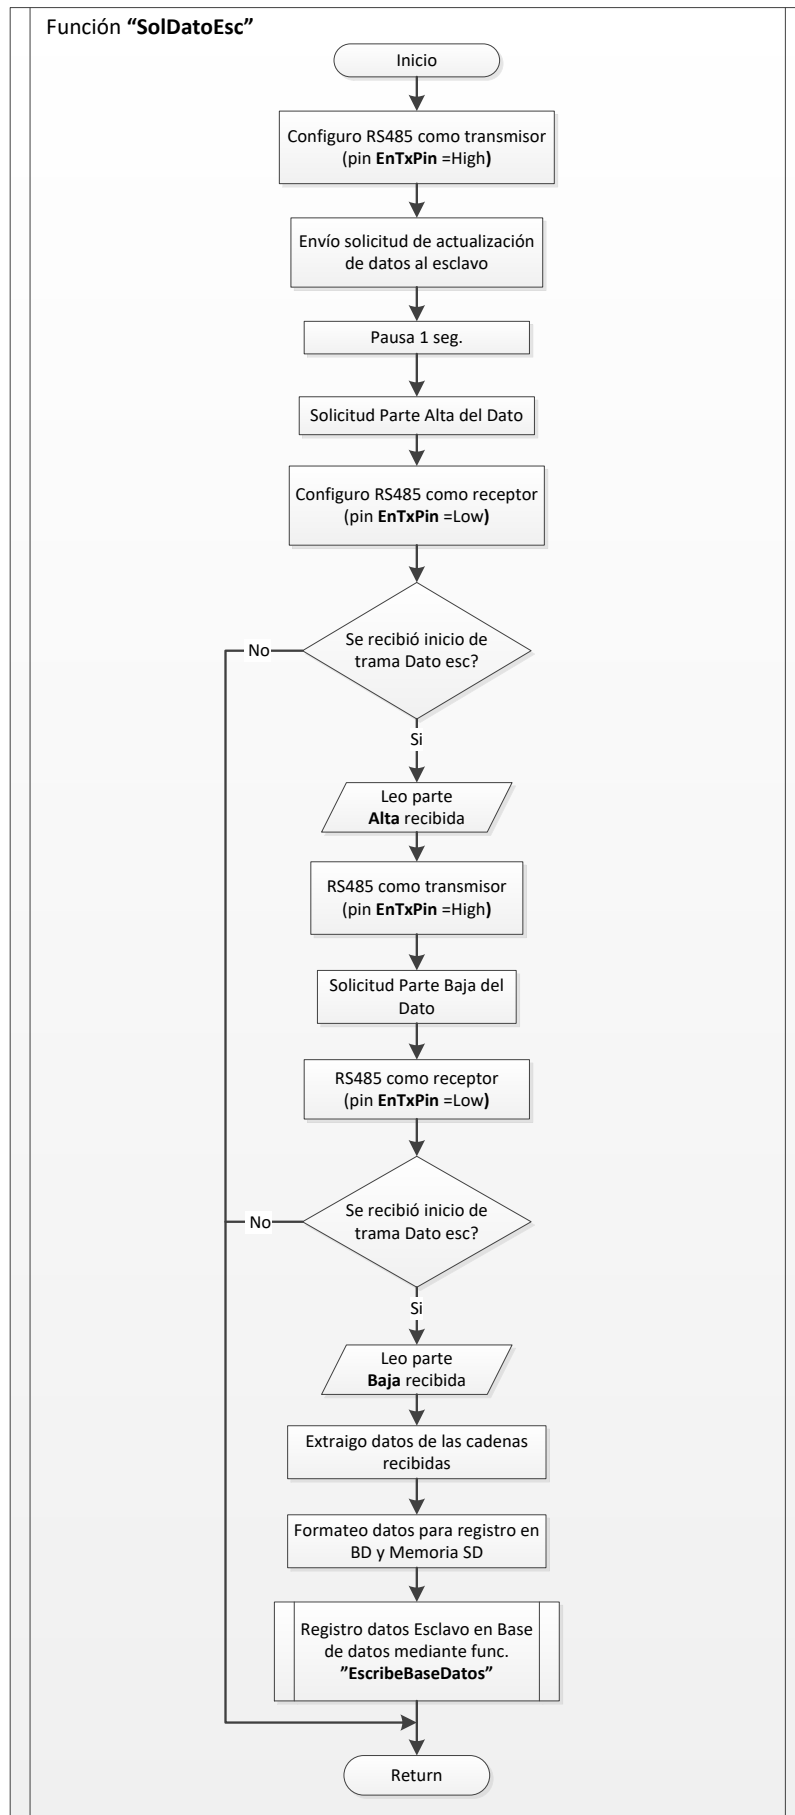 Función “SolDatoEsc”
Inicio
Configuro RS485 como transmisor
(pin EnTxPin =High)
Envío solicitud de actualización
de datos al esclavo
Pausa 1 seg.
Solicitud Parte Alta del Dato
Configuro RS485 como receptor
(pin EnTxPin =Low)
Se recibió inicio de
trama Dato esc?
No
Si
Leo parte
Alta recibida
RS485 como transmisor
(pin EnTxPin =High)
Solicitud Parte Baja del
Dato
RS485 como receptor
(pin EnTxPin =Low)
Se recibió inicio de
trama Dato esc?
No
Si
Leo parte
Baja recibida
Extraigo datos de las cadenas
recibidas
Formateo datos para registro en
BD y Memoria SD
Registro datos Esclavo en Base
de datos mediante func.
”EscribeBaseDatos”
Return